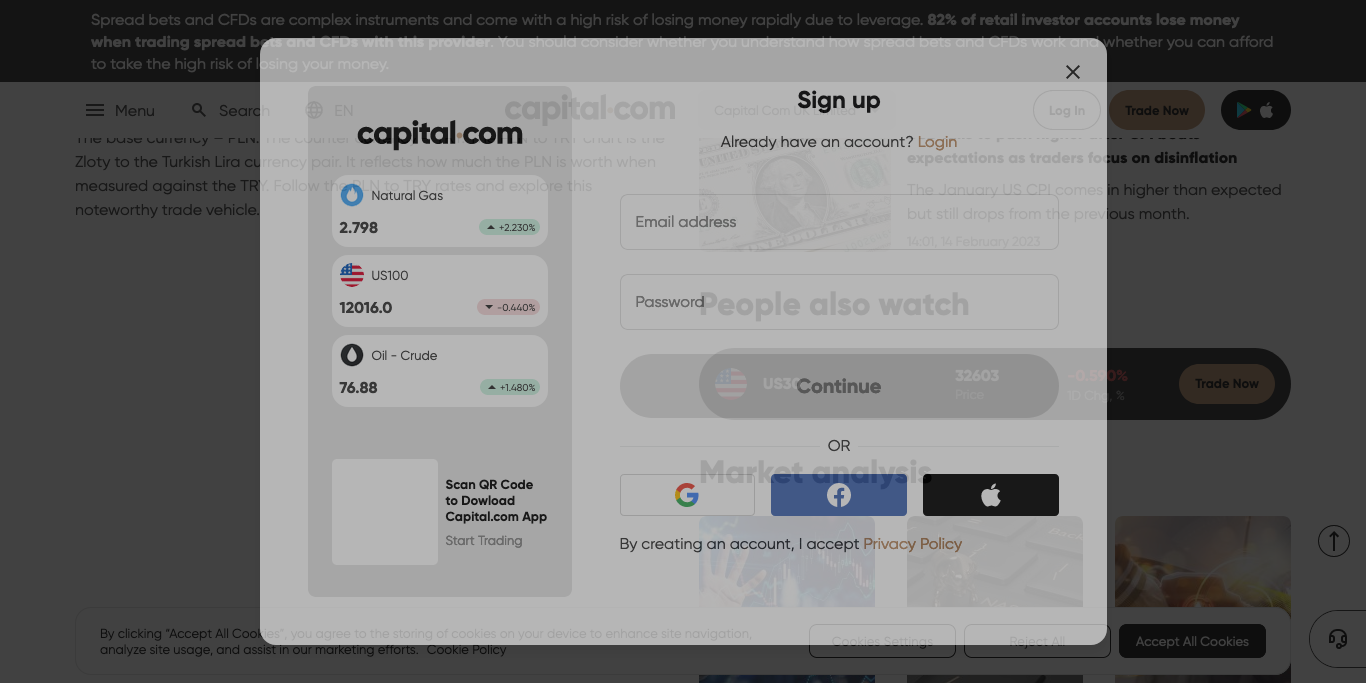 Spread bets and CFDs are complex instruments and come with a high risk of losing money rapidly due to leverage. 82% of retail investor accounts lose money
when trading spread bets and CFDs with this provider. You should consider whether you understand how spread bets and CFDs work and whether you can afford
to take the high risk of losing your money.
Menu
Search
EN
capital.com
Capital Com
Log In
Trade Now
The base currency – PLN. The counter
to TRY chart is the
Zloty to the Turkish Lira currency pair. It reflects how much the PLN is worth when
measured against the TRY. Follow the PLN to TRY rates and explore this
noteworthy trade vehicle.
expectations as traders focus on disinflation
The January US CPI comes in higher than expected
but still drops from the previous month.
14:01, 14 February 2023
People also watch
32603
Price
-0.590%
ID Chg, %
Trade Now
Market analysis
capital.com
Natural Gas
2.798
+2.230%
US100
12016.0
-0.440%
Oil - Crude
76.88
+1.480%
Scan QR Code
to Dowload
Capital.com App
Start Trading
Sign up
Already have an account? Login
Email address
Password
Continue
OR
By creating an account, I accept Privacy Policy
By clicking “Accept All Cookies”, you agree to the storing of cookies on your device to enhance site navigation,
analyze site usage, and assist in our marketing efforts. Cookie Policy
Cookies Settings
Reject All
Accept All Cookies